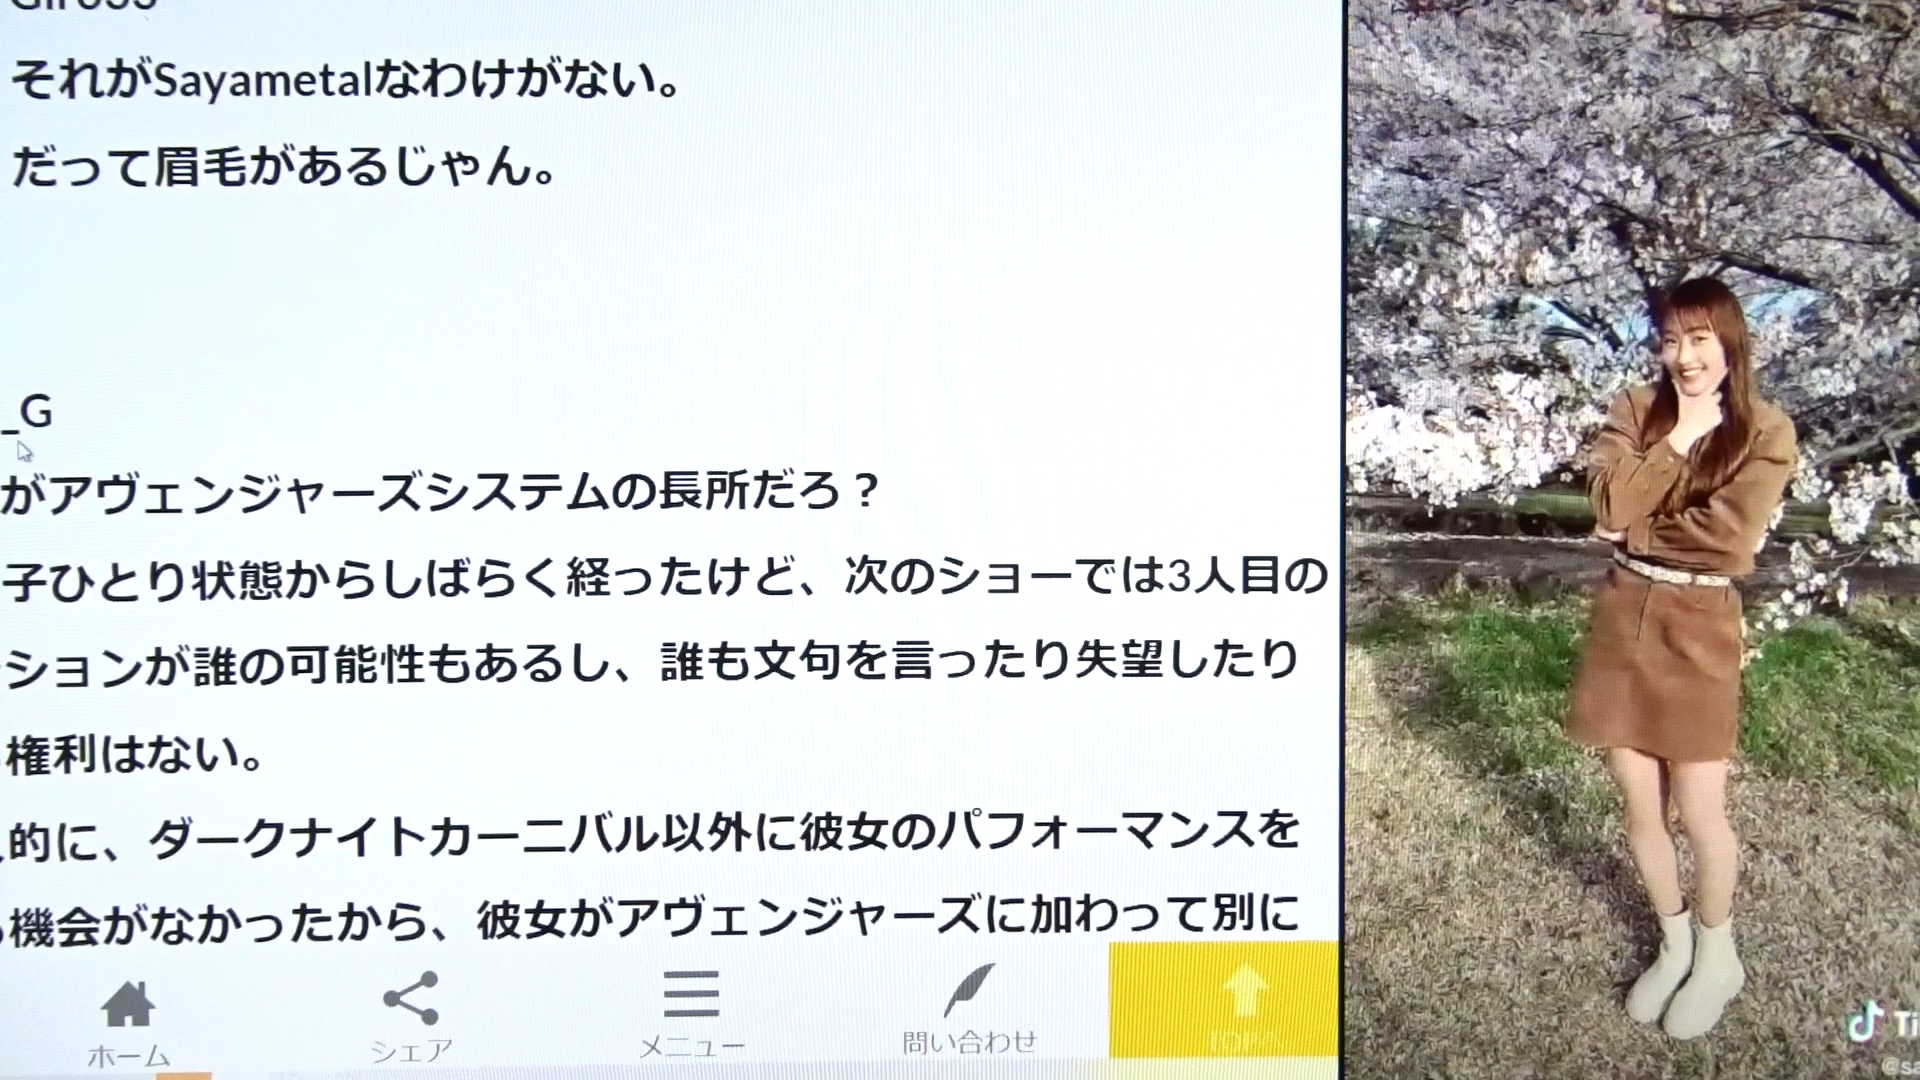 Giro55
それがSayametalなわけがない。
だって眉毛があるじゃん。
_G
がアヴェンジャーズシステムの長所だろ？
子ひとり状態からしばらく経ったけど、次のショーでは3人目の
ションが誰の可能性もあるし、誰も文句を言ったり失望したり
権利はない。
的に、ダークナイトカーニバル以外に彼女のパフォーマンスを
機会がなかったから、彼女がアヴェンジャーズに加わって別に
ホーム
シェア
メニュー
問い合わせ
TOPへ
Ti
@sa